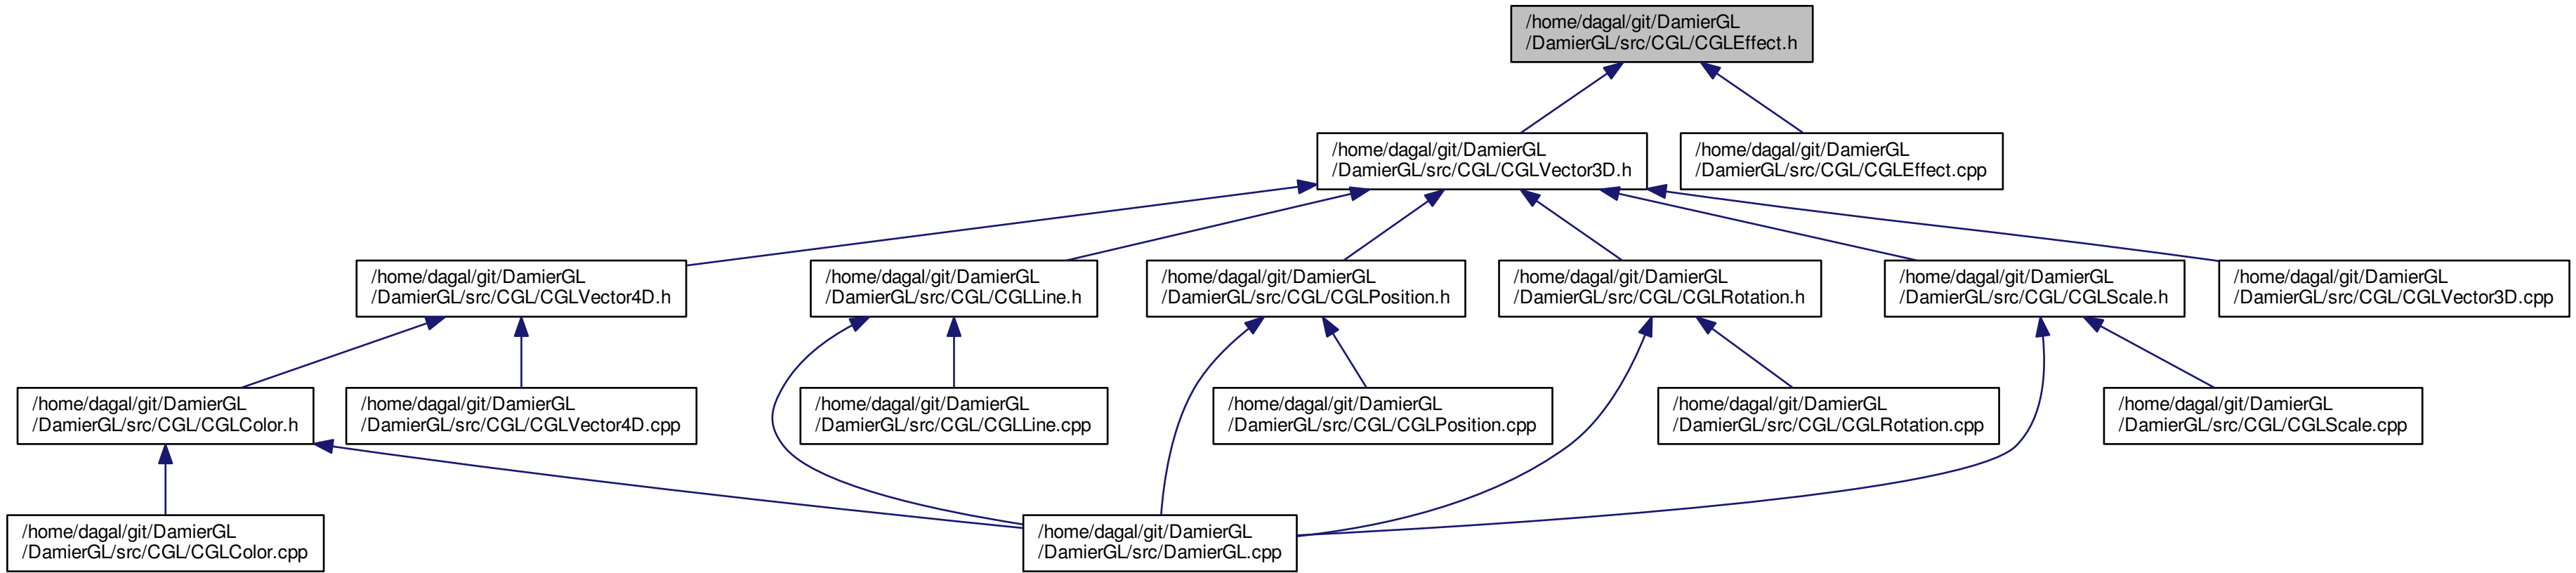 /home/dagal/git/DamierGL
/DamierGL/src/CGL/CGLEffect.h
/home/dagal/git/DamierGL
/DamierGL/src/CGL/CGLVector3D.h
/home/dagal/git/DamierGL
/DamierGL/src/CGL/CGLEffect.cpp
/home/dagal/git/DamierGL
/DamierGL/src/CGL/CGLVector4D.h
/home/dagal/git/DamierGL
/DamierGL/src/CGL/CGLLine.h
/home/dagal/git/DamierGL
/DamierGL/src/CGL/CGLPosition.h
/home/dagal/git/DamierGL
/DamierGL/src/CGL/CGLRotation.h
/home/dagal/git/DamierGL
/DamierGL/src/CGL/CGLScale.h
/home/dagal/git/DamierGL
/DamierGL/src/CGL/CGLVector3D.cpp
/home/dagal/git/DamierGL
/DamierGL/src/CGL/CGLColor.h
/home/dagal/git/DamierGL
/DamierGL/src/CGL/CGLVector4D.cpp
/home/dagal/git/DamierGL
/DamierGL/src/CGL/CGLLine.cpp
/home/dagal/git/DamierGL
/DamierGL/src/CGL/CGLPosition.cpp
/home/dagal/git/DamierGL
/DamierGL/src/CGL/CGLRotation.cpp
/home/dagal/git/DamierGL
/DamierGL/src/CGL/CGLScale.cpp
/home/dagal/git/DamierGL
/DamierGL/src/CGL/CGLColor.cpp
/home/dagal/git/DamierGL
/DamierGL/src/DamierGL.cpp